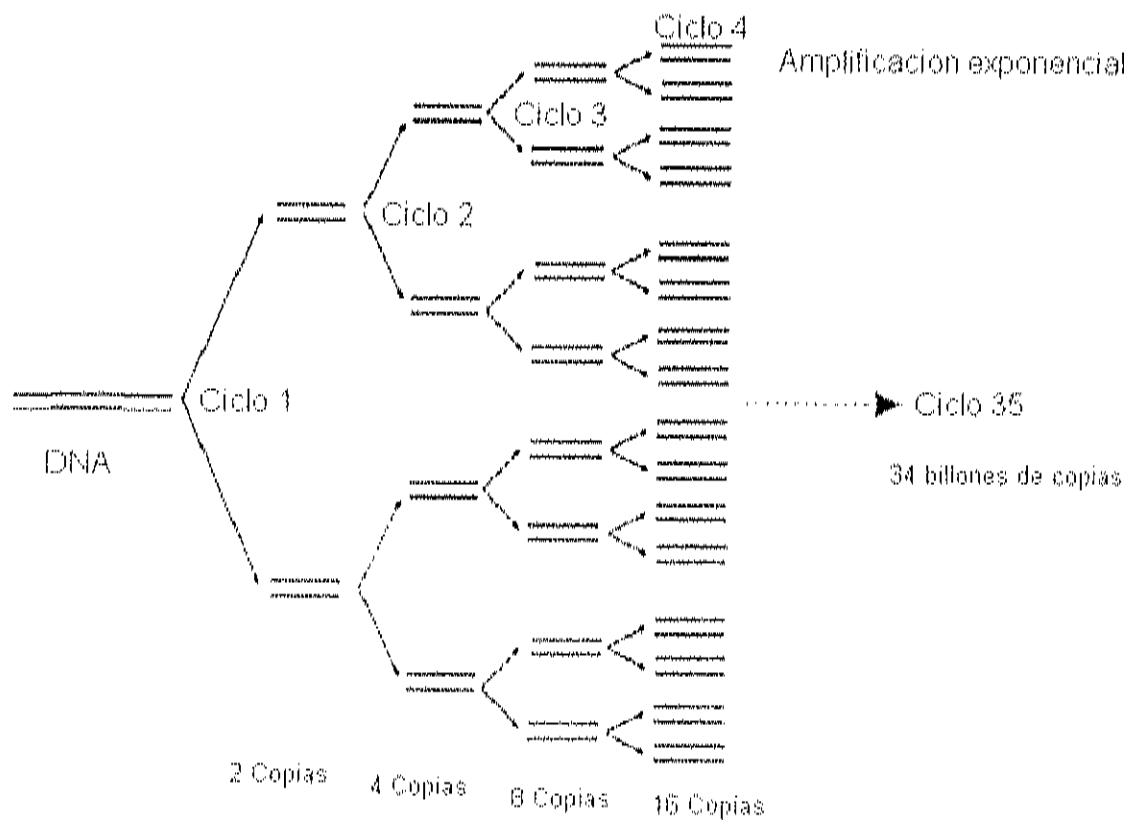 Ciclo 4
Amplificacion exponencial
Ciclo 3
Ciclo 2
Ciclo 1
Ciclo 35
DNA
34 billones de copias
2 Copias
4 Copias
8 Copias
16 Copias